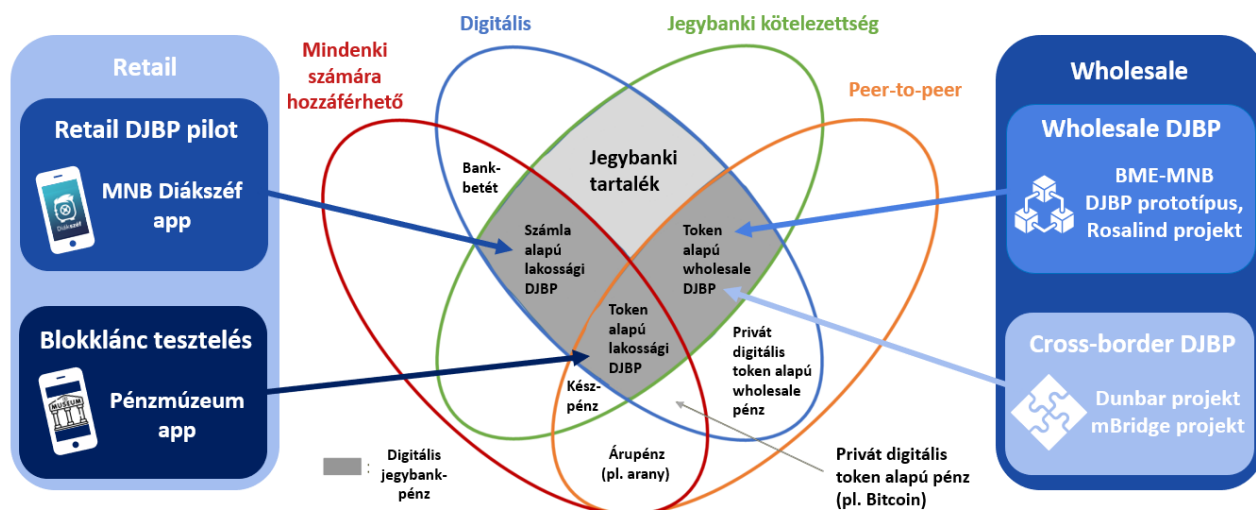 Retail
Retail DJBP pilot
MNB Diákszéf
app
Diákszéf
Blokklánc tesztelés
MUSEUM
Pénzmúzeum
app
Mindenki
számára
hozzáférhető
Digitális
Jegybanki kötelezettség
Peer-to-peer
Bank-
betét
Jegybanki
tartalék
Számla
alapú
lakossági
DJBP
Token
alapú
wholesale
DJBP
Token
alapú
lakossági
DJBP
Kész-
pénz
Privát
digitális
token alapú
wholesale
pénz
Árupénz
(pl. arany)
Privát digitális
token alapú pénz
(pl. Bitcoin)
:
Digitális
jegybank-
pénz
Wholesale
Wholesale DJBP
BME-MNB
DJBP prototípus,
Rosalind projekt
Cross-border DJBP
Dunbar projekt
mBridge projekt